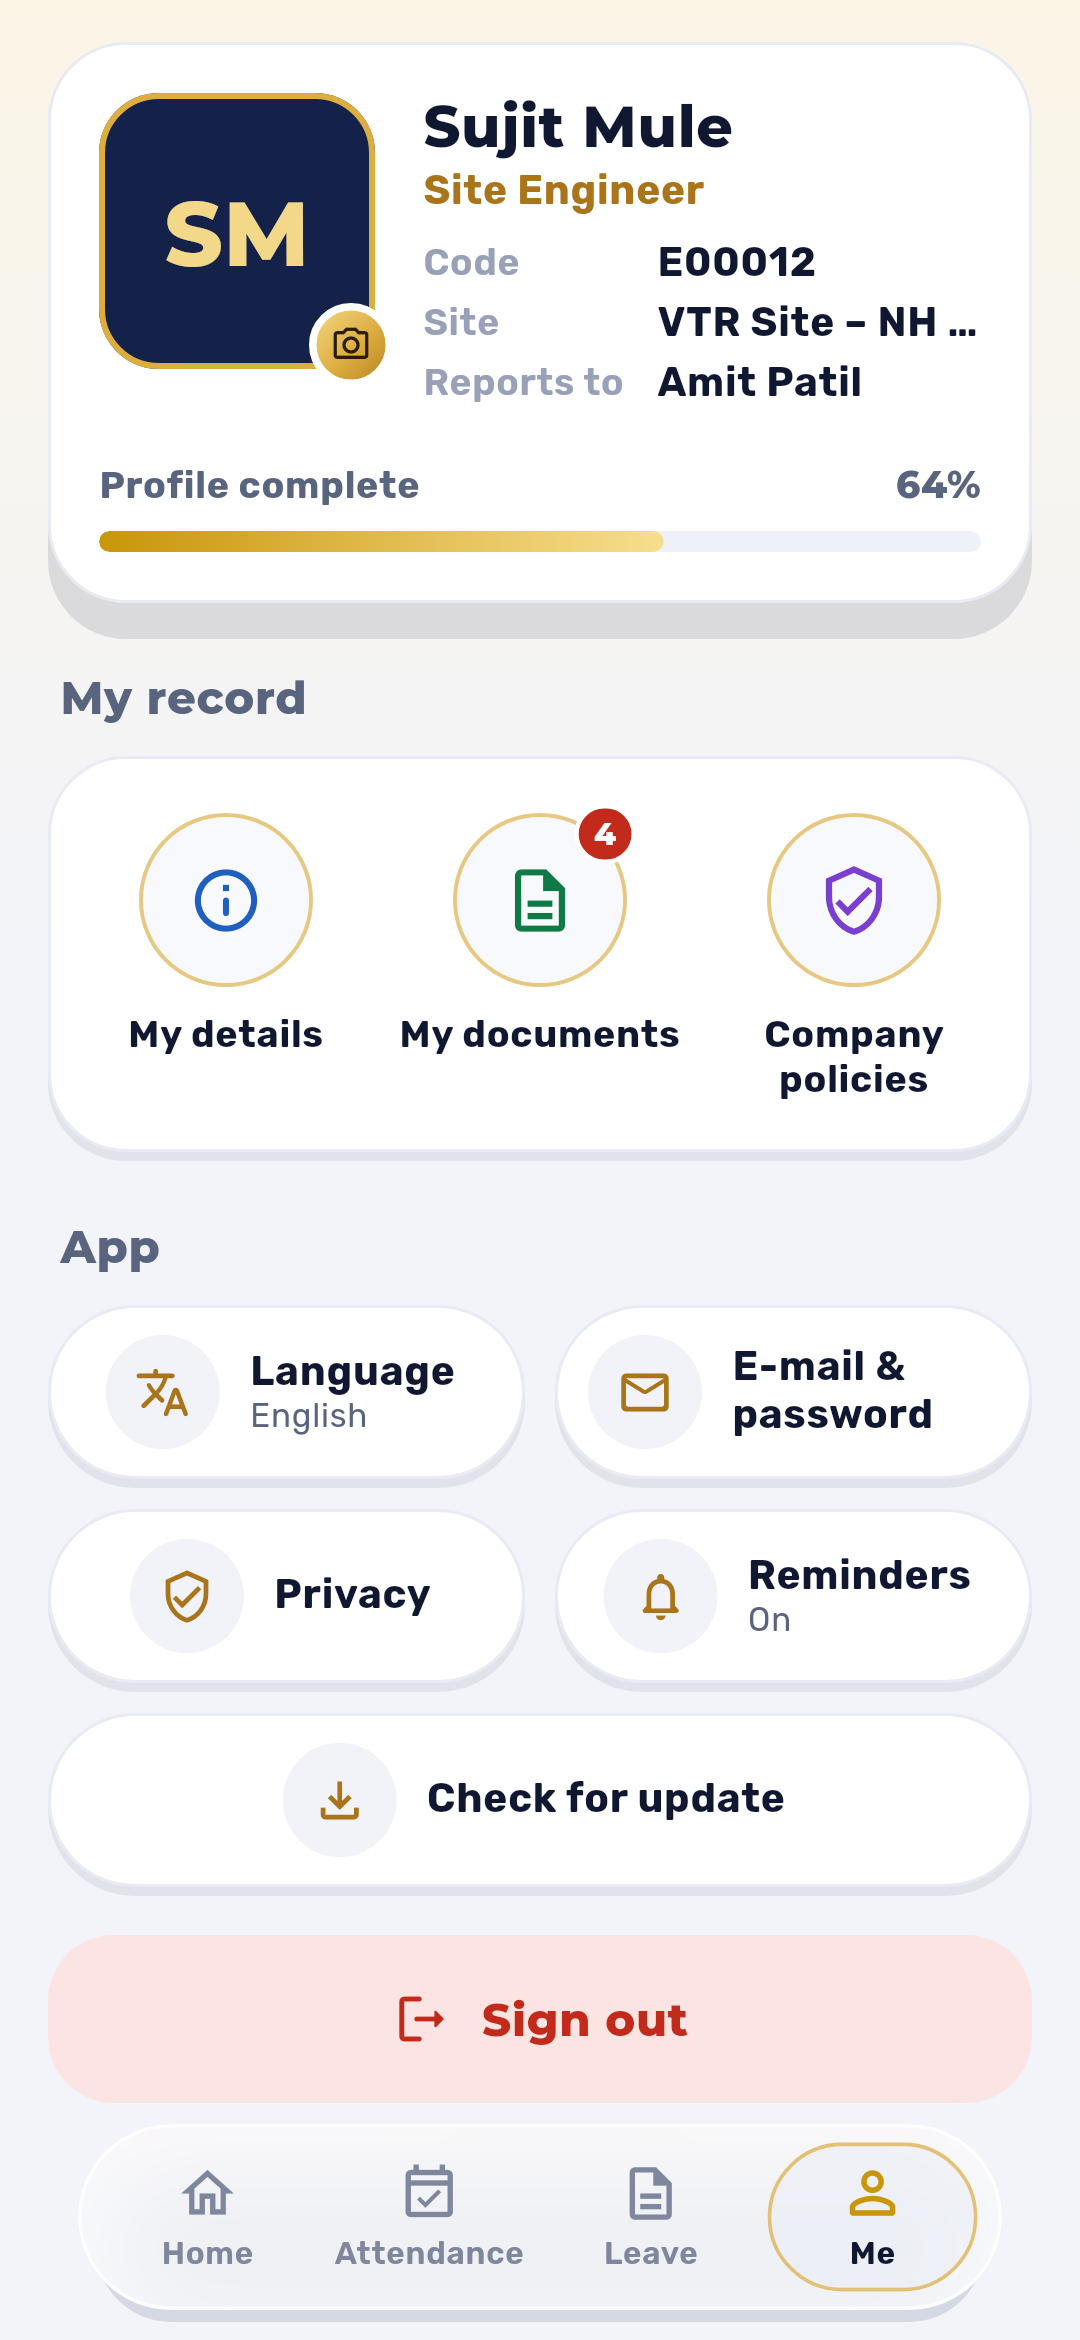 SM
Sujit Mule
Site Engineer
Code E00012
Site VTR Site – NH ...
Reports to Amit Patil
Profile complete 64%
My record
4
My details My documents Company
policies
App
Language
English
E-mail &
password
Privacy
Reminders
On
Check for update
Sign out
Home Attendance Leave Me